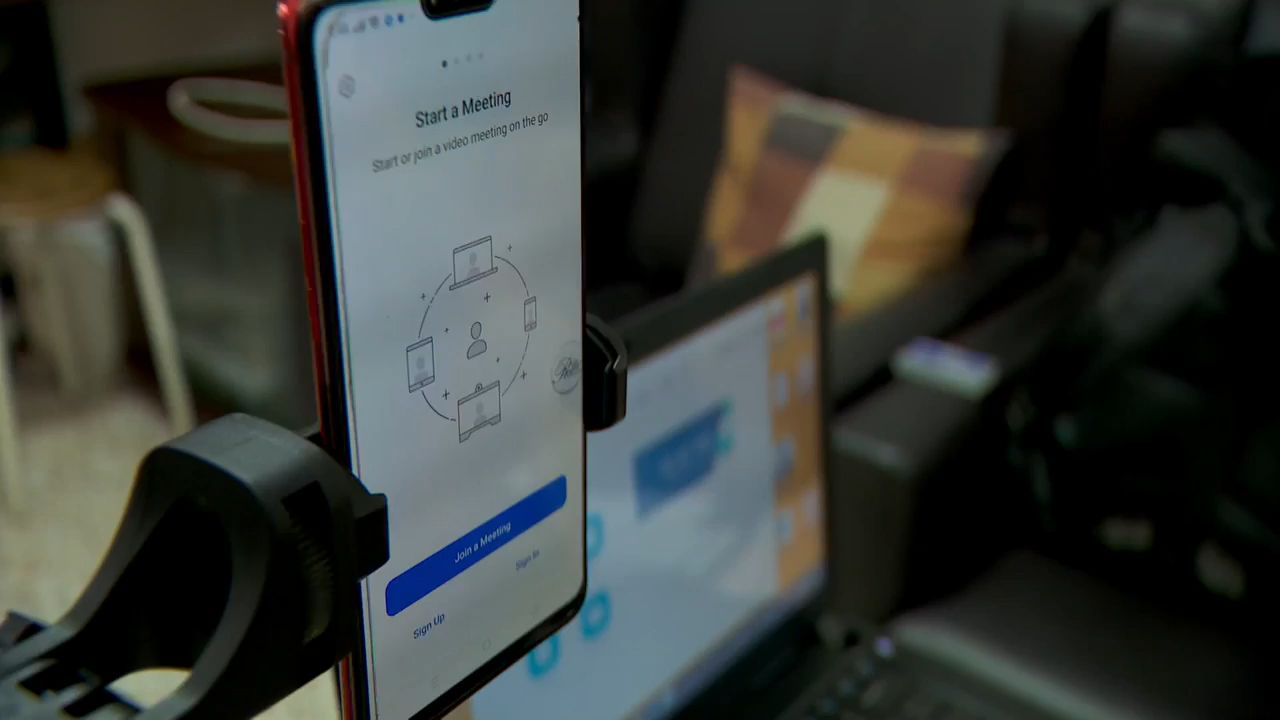 Start a Meeting
Start or join a video meeting on the go
Join a Meeting
Sign Up
Sign In